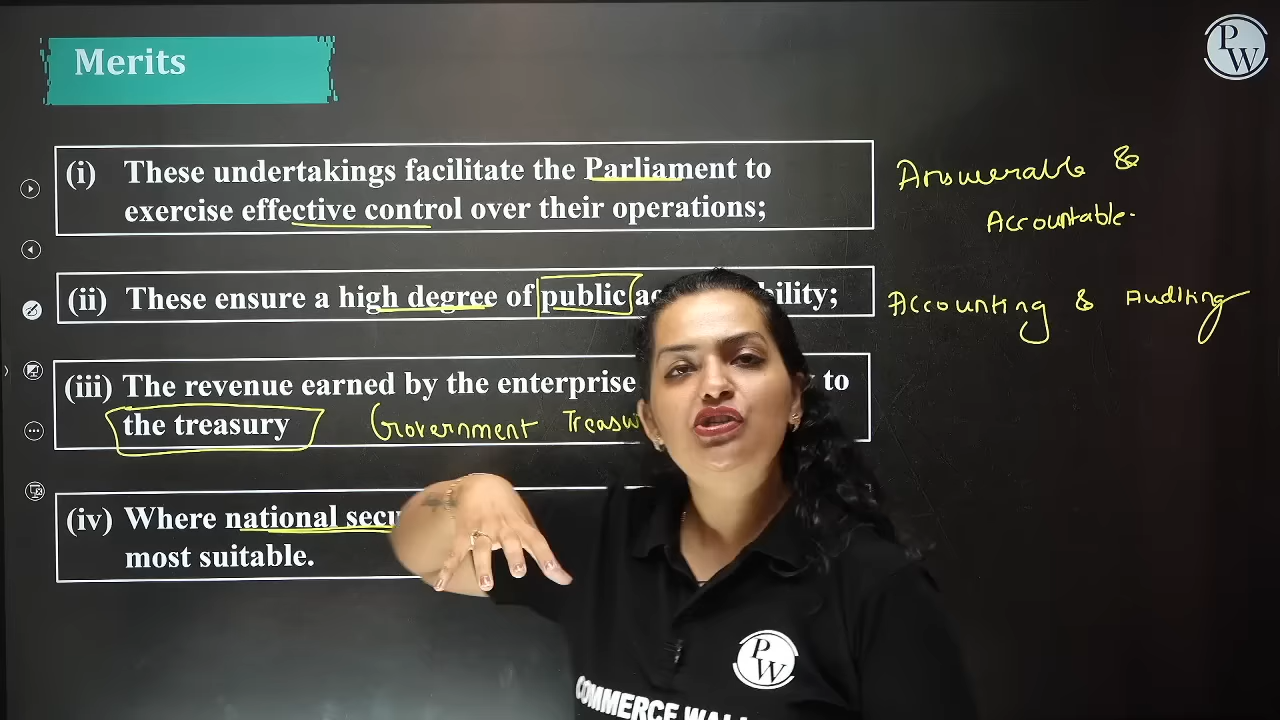 Merits
PW
(i) These undertakings facilitate the Parliament to
exercise effective control over their operations;
Answerable &
Accountable.
(ii) These ensure a high degree of public
Accounting & Auditing
(iii) The revenue earned by the enterprise to
the treasury Government
(iv) Where national
most suitable.
PW
COMMERCE